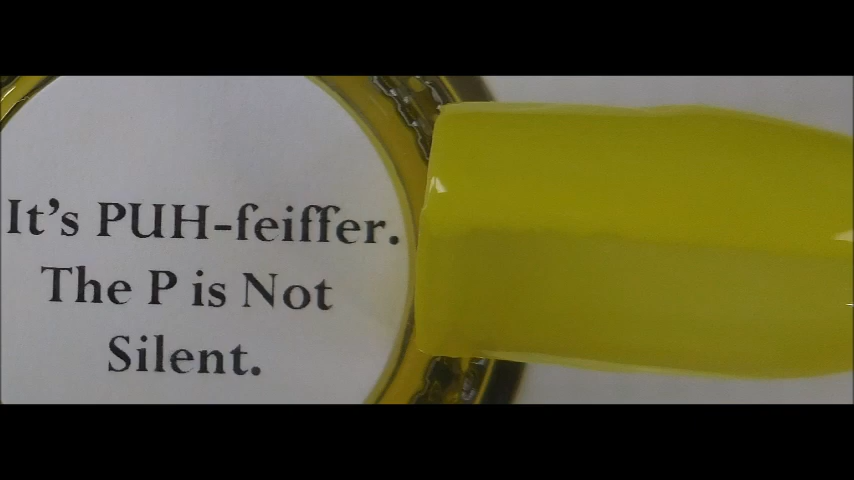 It's PUH-feiffer.
The P is Not
Silent.